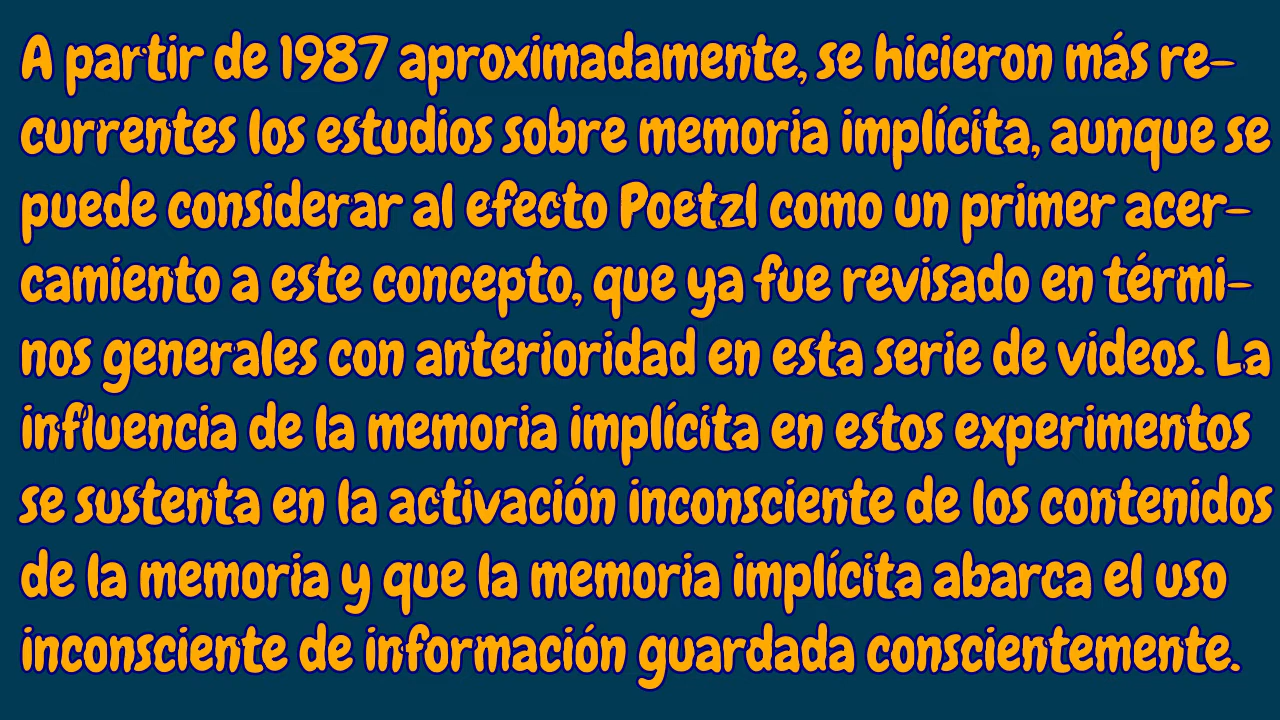 A partir de 1987 aproximadamente, se hicieron más re-
currentes los estudios sobre memoria implícita, aunque se
puede considerar al efecto Poetzl como un primer acer-
camiento a este concepto, que ya fue revisado en térmi-
nos generales con anterioridad en esta serie de videos. La
influencia de la memoria implícita en estos experimentos
se sustenta en la activación inconsciente de los contenidos
de la memoria y que la memoria implícita abarca el uso
inconsciente de información guardada conscientemente.